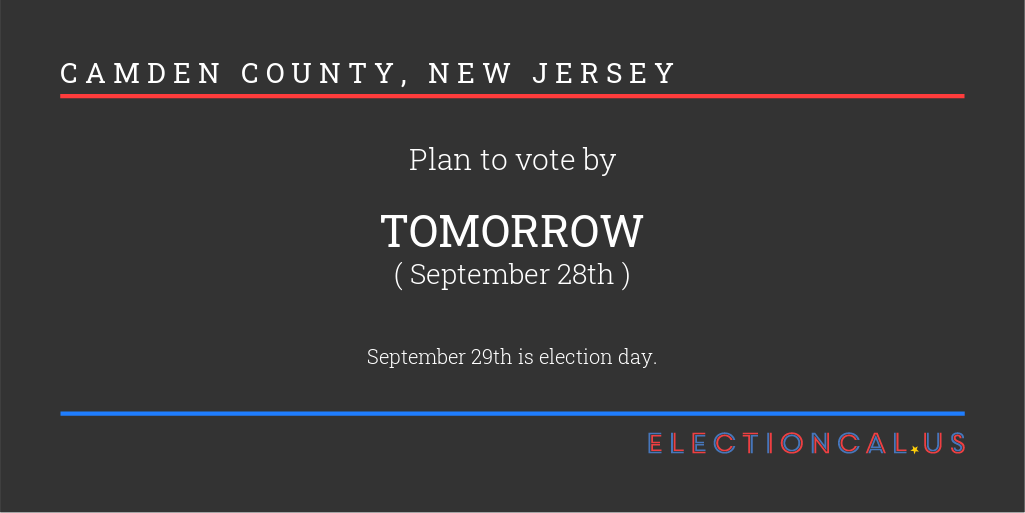 CAMDEN COUNTY, NEW JERSEY
Plan to vote by
TOMORROW
( September 28th )
September 29th is election day.
ELECTIONCAL.US